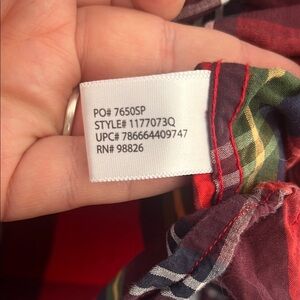 PO# 7650SP
STYLE# 1177073Q
UPC# 786664409747
RN# 98826